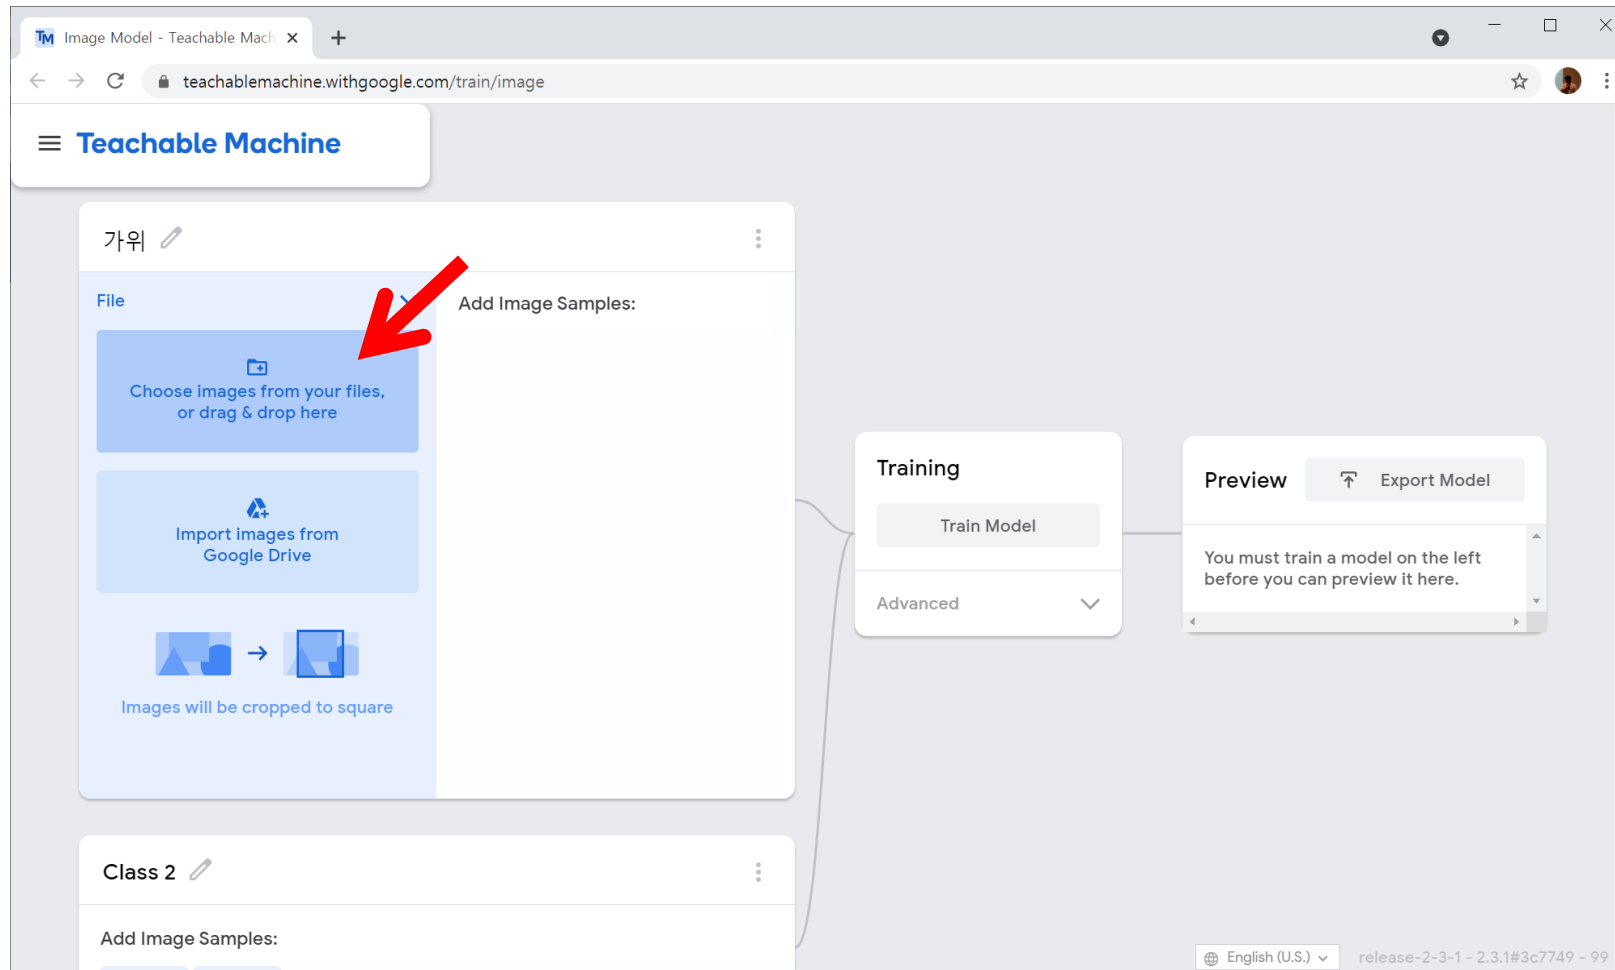 Image Model - Teachable Mach
teachablemachine.withgoogle.com/train/image
Teachable Machine
가위
File
Add Image Samples:
Choose images from your files,
or drag & drop here
Import images from
Google Drive
Images will be cropped to square
Training
Train Model
Advanced
Preview
Export Model
You must train a model on the left
before you can preview it here.
Class 2
Add Image Samples:
English (U.S.)
release-2-3-1 - 2.3.1#3c7749 - 99